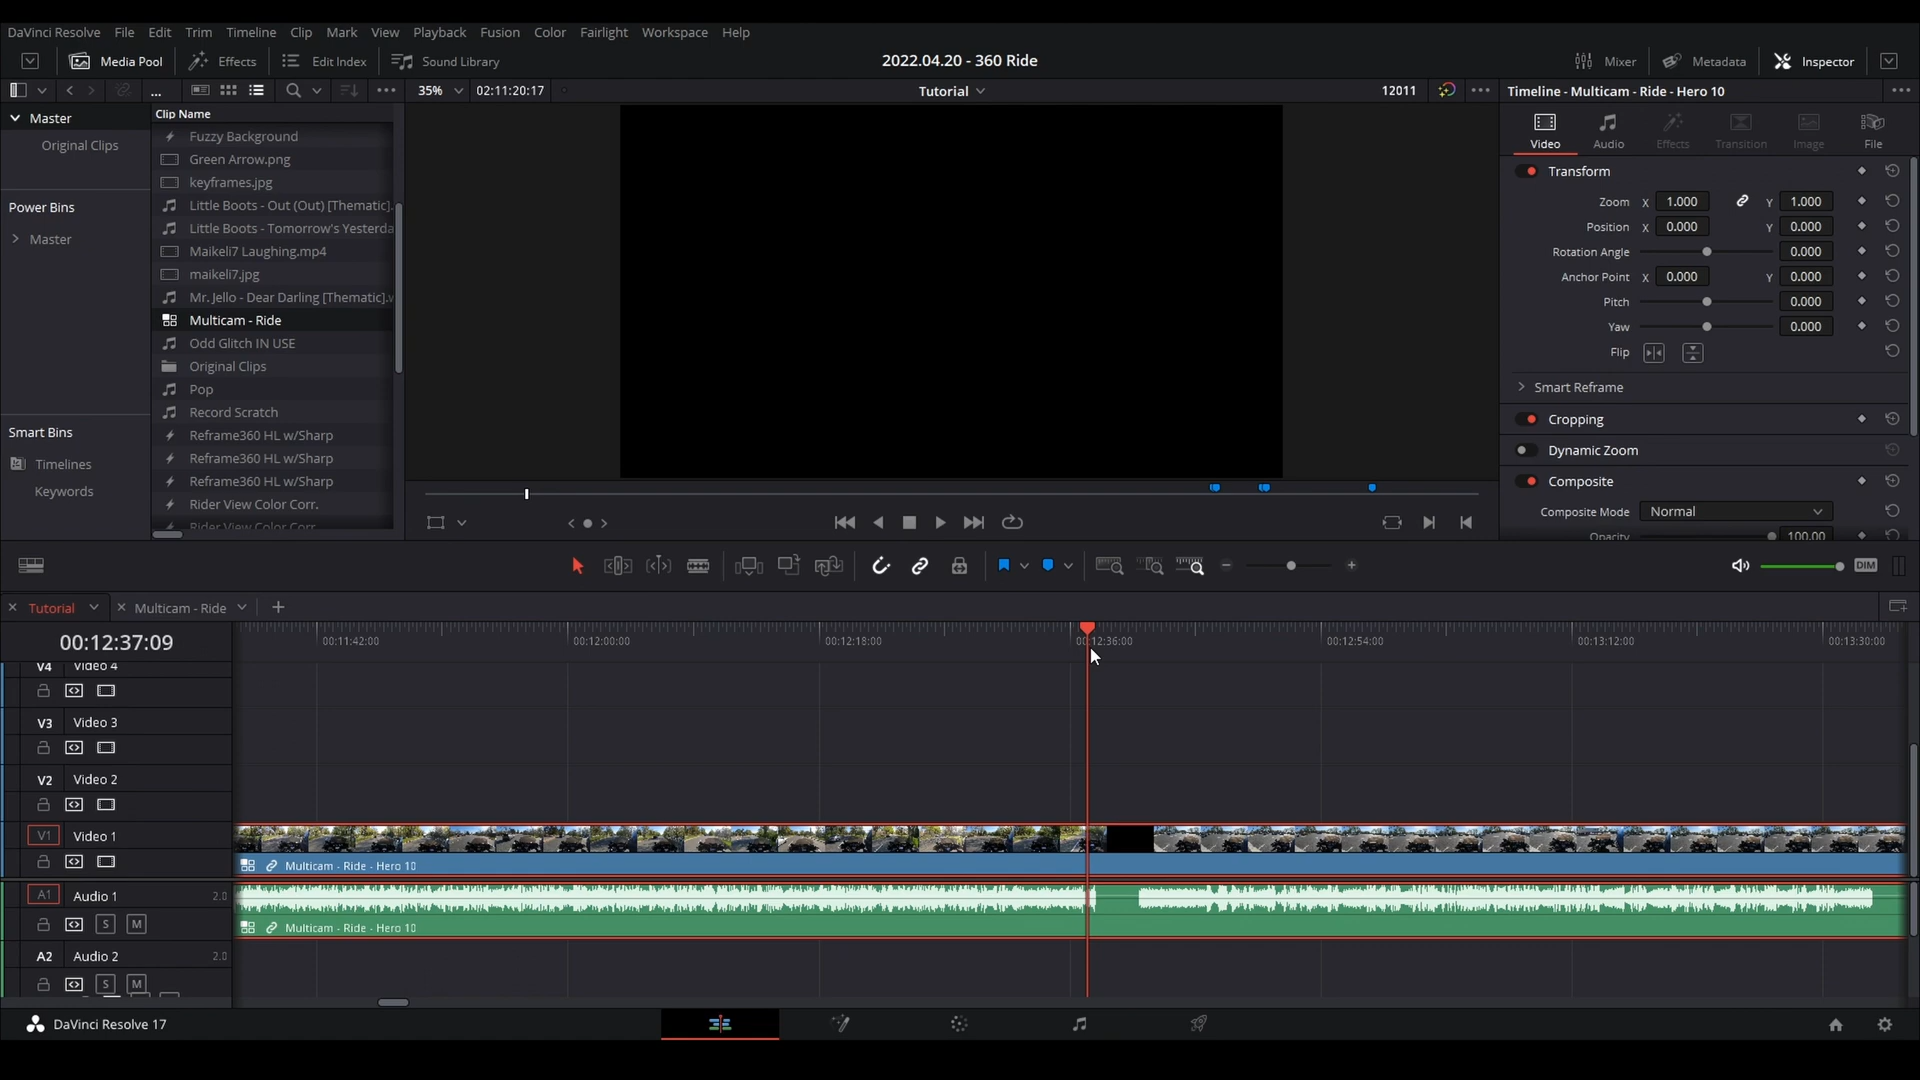 DaVinci Resolve File Edit Trim Timeline Clip Mark View Playback Fusion Color Fairlight Workspace Help
Media Pool Effects Edit Index Sound Library 2022.04.20 - 360 Ride Mixer Metadata Inspector
... 35% 02:11:20:17 Tutorial 12011 Timeline - Multicam - Ride - Hero 10
Master
Original Clips
Power Bins
Master
Smart Bins
Timelines
Keywords
Clip Name
Fuzzy Background
Green Arrow.png
keyframes.jpg
Little Boots - Out (Out) [Thematic].
Little Boots - Tomorrow's Yesterda
Maikeli7 Laughing.mp4
maikeli7.jpg
Mr. Jello - Dear Darling [Thematic].w
Multicam - Ride
Odd Glitch IN USE
Original Clips
Pop
Record Scratch
Reframe360 HL w/Sharp
Reframe360 HL w/Sharp
Reframe360 HL w/Sharp
Rider View Color Corr.
Rider View Color Corr.
Video Audio Effects Transition Image File
Transform
Zoom X 1.000 Y 1.000
Position X 0.000 Y 0.000
Rotation Angle 0.000
Anchor Point X 0.000 Y 0.000
Pitch 0.000
Yaw 0.000
Flip
Smart Reframe
Cropping
Dynamic Zoom
Composite
Composite Mode Normal
Opacity 100.00
DIM
Tutorial Multicam - Ride
00:12:37:09 00:11:42:00 00:12:00:00 00:12:18:00 00:12:36:00 00:12:54:00 00:13:12:00 00:13:30:00
V4 Video 4
V3 Video 3
V2 Video 2
V1 Video 1
Multicam - Ride - Hero 10
A1 Audio 1 2.0
S M Multicam - Ride - Hero 10
A2 Audio 2 2.0
S M
DaVinci Resolve 17